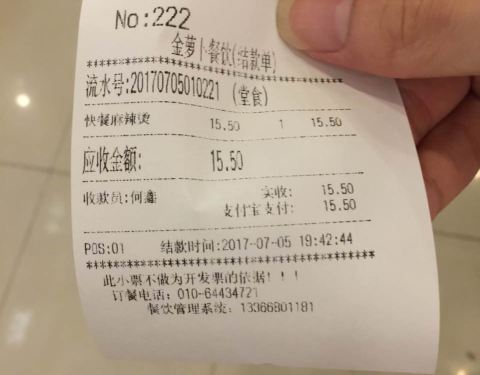 No:222
金萝卜餐饮(结款单)
************************************
流水号:20170705010221 (堂食)
快餐麻辣烫 15.50 1 15.50
应收金额: 15.50
收款员:何鑫 实收: 15.50
支付宝支付: 15.50
POS:01 结款时间:2017-07-05 19:42:44
************************************
此小票不做为开发票的依据!!!
订餐电话: 010-64434721
餐饮管理系统: 13366801181